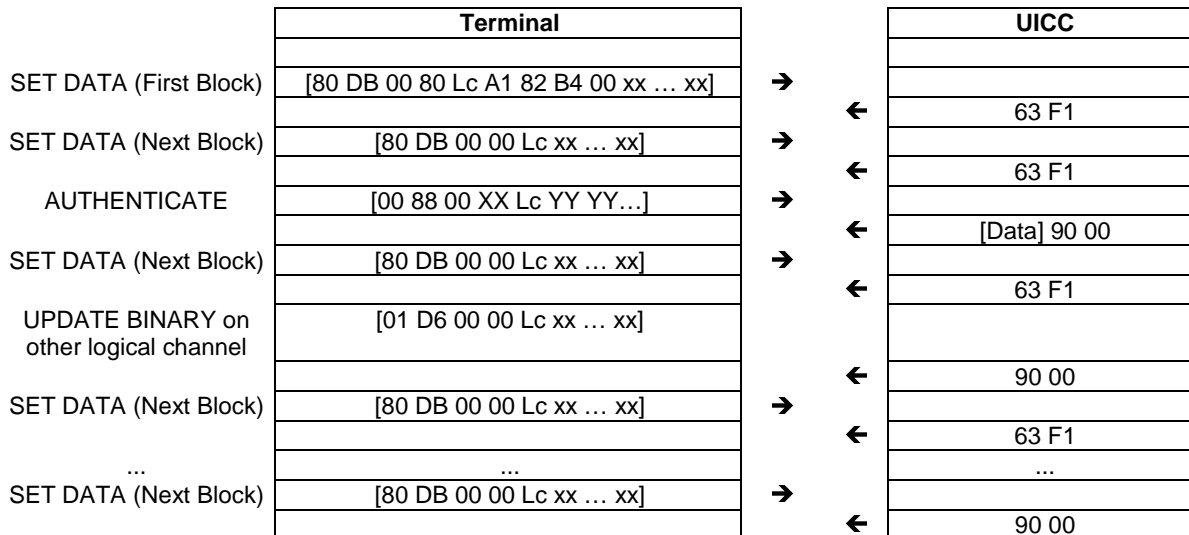 Terminal UICC
SET DATA (First Block) [80 DB 00 80 Lc A1 82 B4 00 xx … xx] ➔
🡰 63 F1
SET DATA (Next Block) [80 DB 00 00 Lc xx … xx] ➔
🡰 63 F1
AUTHENTICATE [00 88 00 XX Lc YY YY…] ➔
🡰 [Data] 90 00
SET DATA (Next Block) [80 DB 00 00 Lc xx … xx] ➔
🡰 63 F1
UPDATE BINARY on [01 D6 00 00 Lc xx … xx]
other logical channel
🡰 90 00
SET DATA (Next Block) [80 DB 00 00 Lc xx … xx] ➔
🡰 63 F1
... ... ...
SET DATA (Next Block) [80 DB 00 00 Lc xx … xx] ➔
🡰 90 00